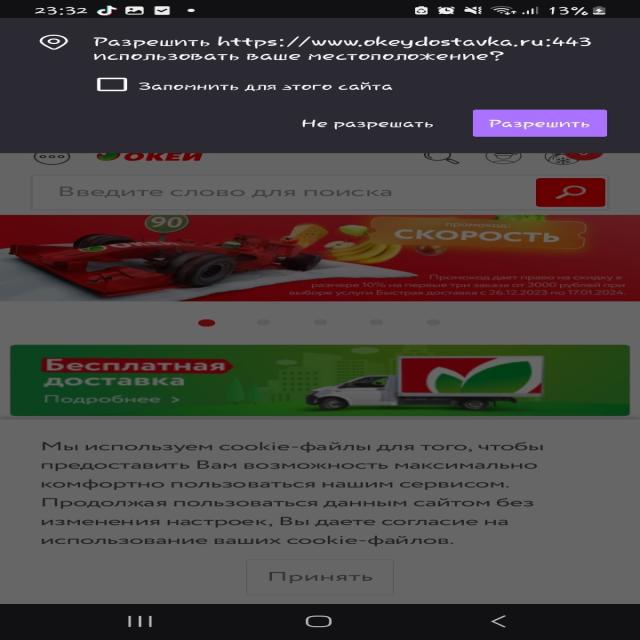 23:32
13%
Разрешить https://www.okeydostavka.ru:443
использовать ваше местоположение?
Запомнить для этого сайта
Не разрешать
Разрешить
ОКЕЙ
Введите слово для поиска
90
промокод:
СКОРОСТЬ
Промокод дает право на скидку в
размере 10% на первые три заказа от 3000 рублей при
выборе услуги Быстрая доставка с 26.12.2023 по 17.01.2024.
Бесплатная
доставка
Подробнее >
Мы используем cookie-файлы для того, чтобы
предоставить Вам возможность максимально
комфортно пользоваться нашим сервисом.
Продолжая пользоваться данным сайтом без
изменения настроек, Вы даете согласие на
использование ваших cookie-файлов.
Принять